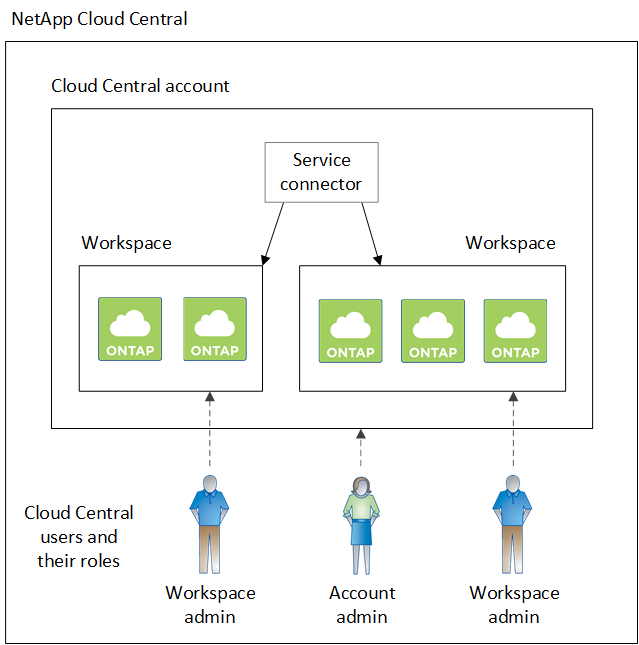 NetApp Cloud Central
Cloud Central account
Service
connector
Workspace
Workspace
ONTAP
ONTAP
ONTAP
ONTAP
ONTAP
Cloud Central
users and
their roles
Workspace
admin
Account
admin
Workspace
admin